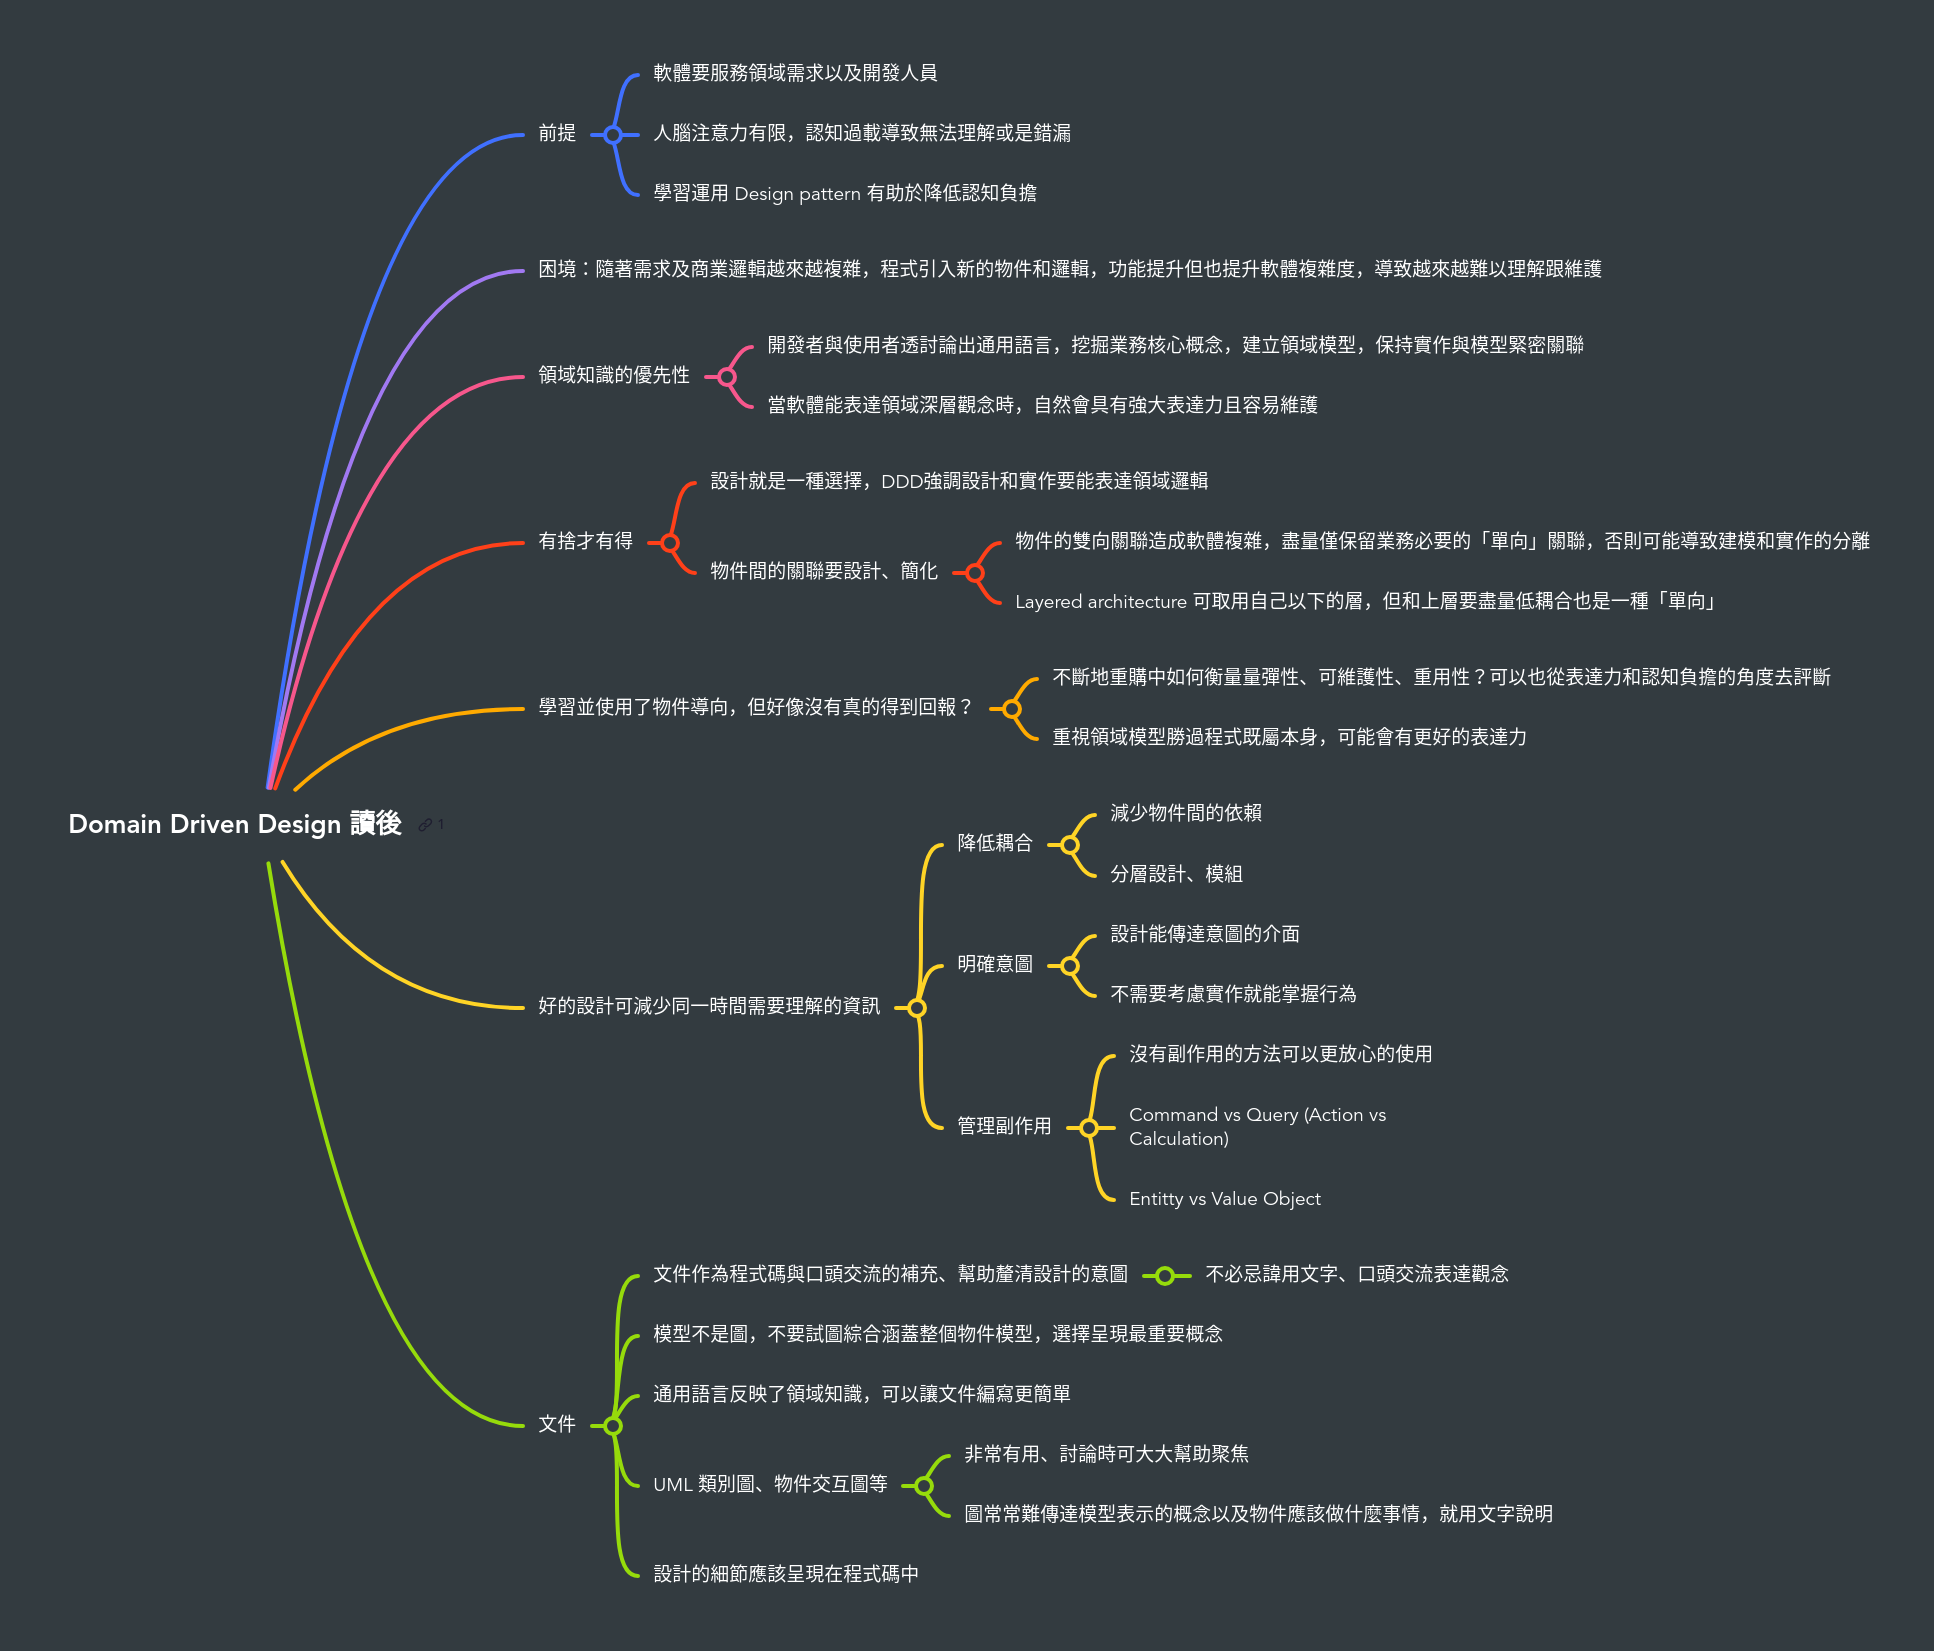 軟體要服務領域需求以及開發人員
前提
人腦注意力有限，認知過載導致無法理解或是錯漏
學習運用 Design pattern 有助於降低認知負擔
困境：隨著需求及商業邏輯越來越複雜，程式引入新的物件和邏輯，功能提升但也提升軟體複雜度，導致越來越難以理解跟維護
領域知識的優先性
開發者與使用者透討論出通用語言，挖掘業務核心概念，建立領域模型，保持實作與模型緊密關聯
當軟體能表達領域深層觀念時，自然會具有強大表達力且容易維護
有捨才有得
設計就是一種選擇，DDD強調設計和實作要能表達領域邏輯
物件間的關聯要設計、簡化
物件的雙向關聯造成軟體複雜，盡量僅保留業務必要的「單向」關聯，否則可能導致建模和實作的分離
Layered architecture 可取用自己以下的層，但和上層要盡量低耦合也是一種「單向」
學習並使用了物件導向，但好像沒有真的得到回報？
不斷地重購中如何衡量量彈性、可維護性、重用性？可以也從表達力和認知負擔的角度去評斷
重視領域模型勝過程式既屬本身，可能會有更好的表達力
Domain Driven Design 讀後
1
好的設計可減少同一時間需要理解的資訊
降低耦合
減少物件間的依賴
分層設計、模組
明確意圖
設計能傳達意圖的介面
不需要考慮實作就能掌握行為
管理副作用
沒有副作用的方法可以更放心的使用
Command vs Query (Action vs
Calculation)
Entitty vs Value Object
文件
文件作為程式碼與口頭交流的補充、幫助釐清設計的意圖
不必忌諱用文字、口頭交流表達觀念
模型不是圖，不要試圖綜合涵蓋整個物件模型，選擇呈現最重要概念
通用語言反映了領域知識，可以讓文件編寫更簡單
UML 類別圖、物件交互圖等
非常有用、討論時可大大幫助聚焦
圖常常難傳達模型表示的概念以及物件應該做什麼事情，就用文字說明
設計的細節應該呈現在程式碼中